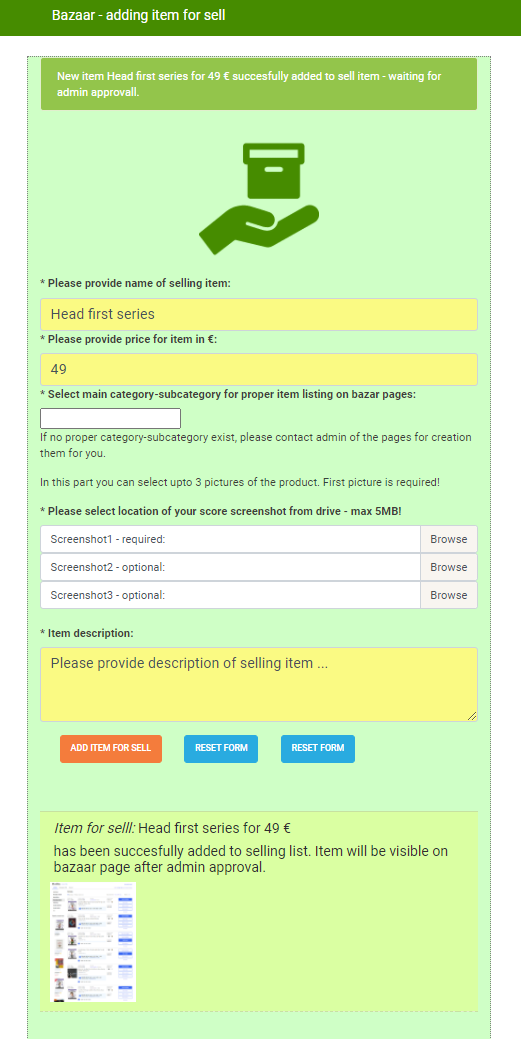 Bazaar - adding item for sell
New item Head first series for 49 € succesfully added to sell item - waiting for
admin approvall.
* Please provide name of selling item:
Head first series
* Please provide price for item in €:
49
* Select main category-subcategory for proper item listing on bazar pages:
If no proper category-subcategory exist, please contact admin of the pages for creation
them for you.
In this part you can select upto 3 pictures of the product. First picture is required!
* Please select location of your score screenshot from drive - max 5MB!
Screenshot1 - required: Browse
Screenshot2 - optional: Browse
Screenshot3 - optional: Browse
* Item description:
Please provide description of selling item ...
ADD ITEM FOR SELL RESET FORM RESET FORM
Item for selll: Head first series for 49 €
has been succesfully added to selling list. Item will be visible on
bazaar page after admin approval.